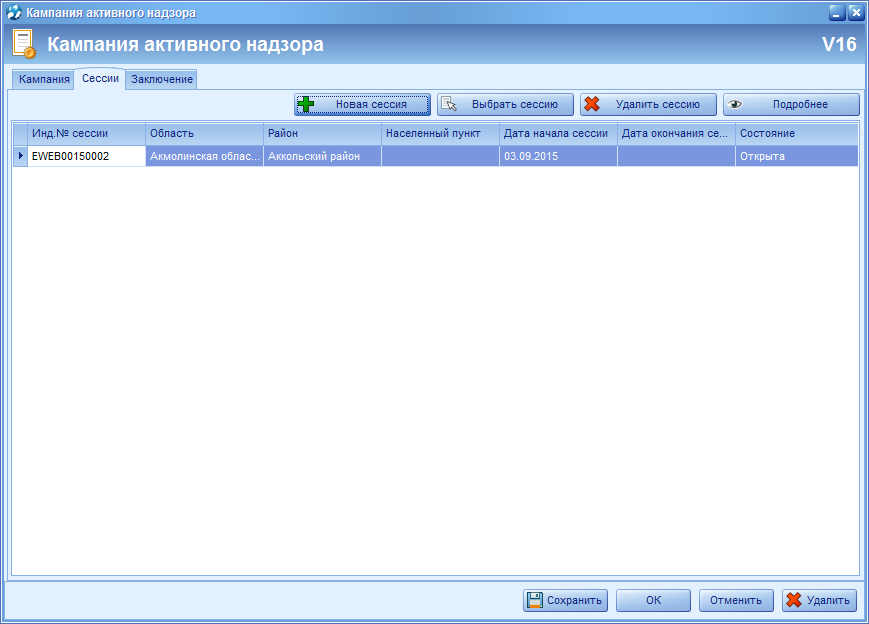 Кампания активного надзора
Кампания активного надзора V16
Кампания Сессии Заключение
Новая сессия Выбрать сессию Удалить сессию Подробнее
Инд.№ сессии Область Район Населенный пункт Дата начала сессии Дата окончания се... Состояние
EWEB00150002 Акмолинская облас... Аккольский район 03.09.2015 Открыта
Сохранить ОК Отменить Удалить